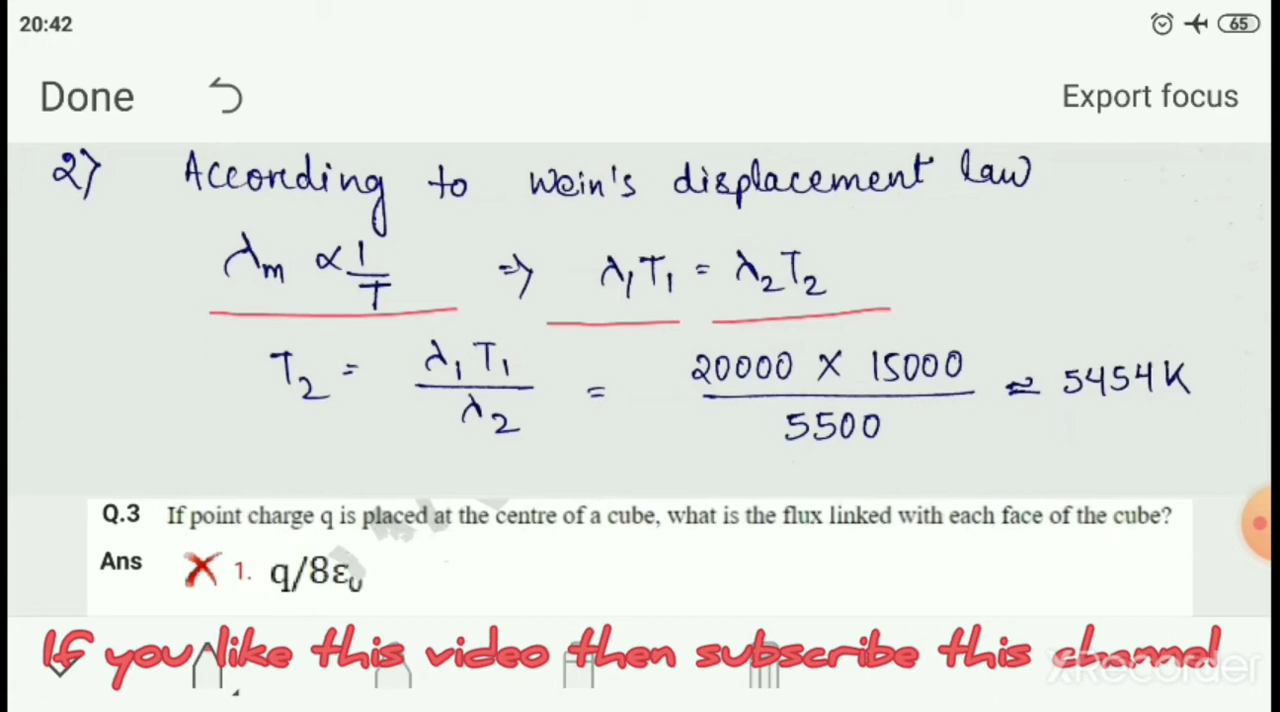 20:42
65
Done
Export focus
2) According to Wein's displacement law
λm ∝ 1/T ⇒ λ1T1 = λ2T2
T2 = λ1T1/λ2 = 20000 X 15000/5500 ≈ 5454K
Q.3 If point charge q is placed at the centre of a cube, what is the flux linked with each face of the cube?
Ans X 1. q/8ε0
If you like this video then subscribe this channel
XRecorder